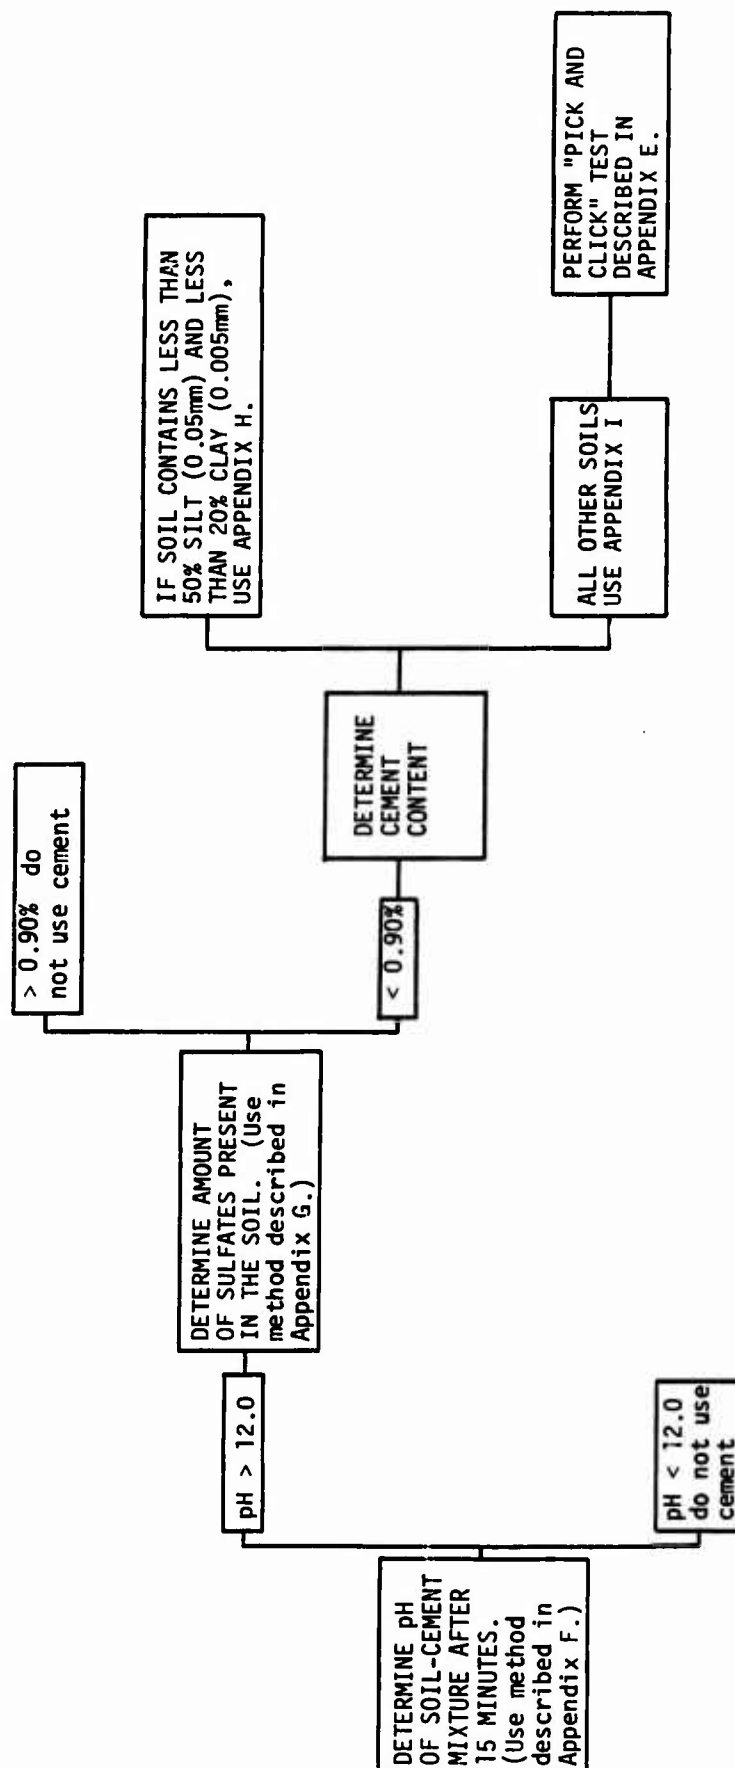 DETERMINE pH
OF SOIL-CEMENT
MIXTURE AFTER
15 MINUTES.
(Use method
described in
Appendix F.)
pH > 12.0
pH < 12.0
do not use
cement
DETERMINE AMOUNT
OF SULFATES PRESENT
IN THE SOIL. (Use
method described in
Appendix G.)
> 0.90% do
not use cement
< 0.90%
DETERMINE
CEMENT
CONTENT
IF SOIL CONTAINS LESS THAN
50% SILT (0.05mm) AND LESS
THAN 20% CLAY (0.005mm),
USE APPENDIX H.
ALL OTHER SOILS
USE APPENDIX I
PERFORM "PICK AND
CLICK" TEST
DESCRIBED IN
APPENDIX E.